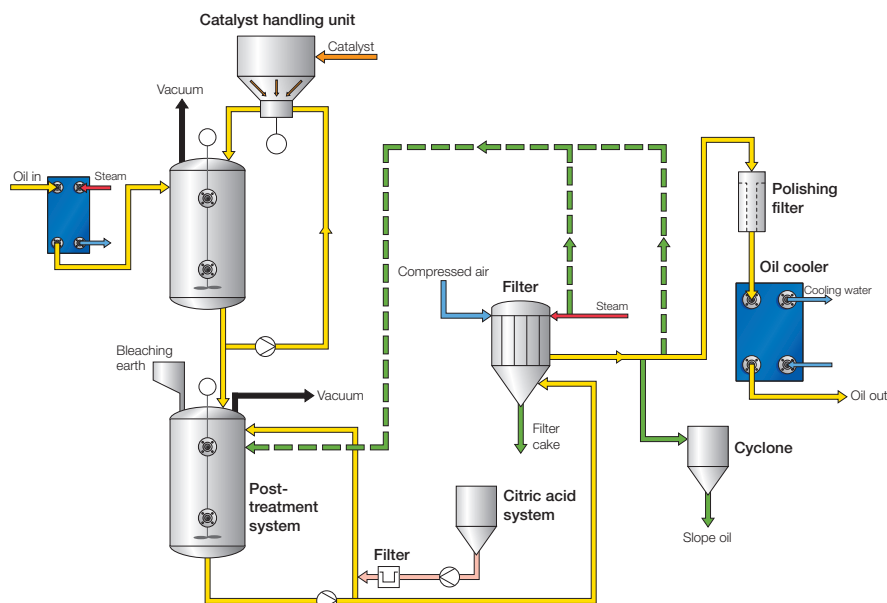 Catalyst handling unit
Catalyst
Vacuum
Oil in
Steam
Polishing
filter
Compressed air
Filter
Steam
Oil cooler
Cooling water
Bleaching
earth
Vacuum
Oil out
Filter
cake
Cyclone
Post-
treatment
system
Citric acid
system
Slope oil
Filter